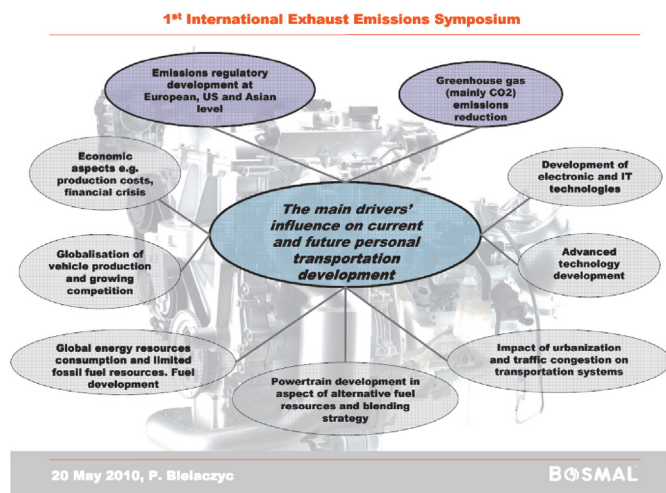 1st International Exhaust Emissions Symposium
Emissions regulatory
development at
European, US and Asian
level
Greenhouse gas
(mainly CO2)
emissions
reduction
Economic
aspects e.g.
production costs,
financial crisis
Development of
electronic and IT
technologies
The main drivers'
influence on current
and future personal
transportation
development
Globalisation of
vehicle production
and growing
competition
Advanced
technology
development
Global energy resources
consumption and limited
fossil fuel resources. Fuel
development
Impact of urbanization
and traffic congestion on
transportation systems
Powertrain development in
aspect of alternative fuel
resources and blending
strategy
20 May 2010, P. Bielaczyc
BOSMAL